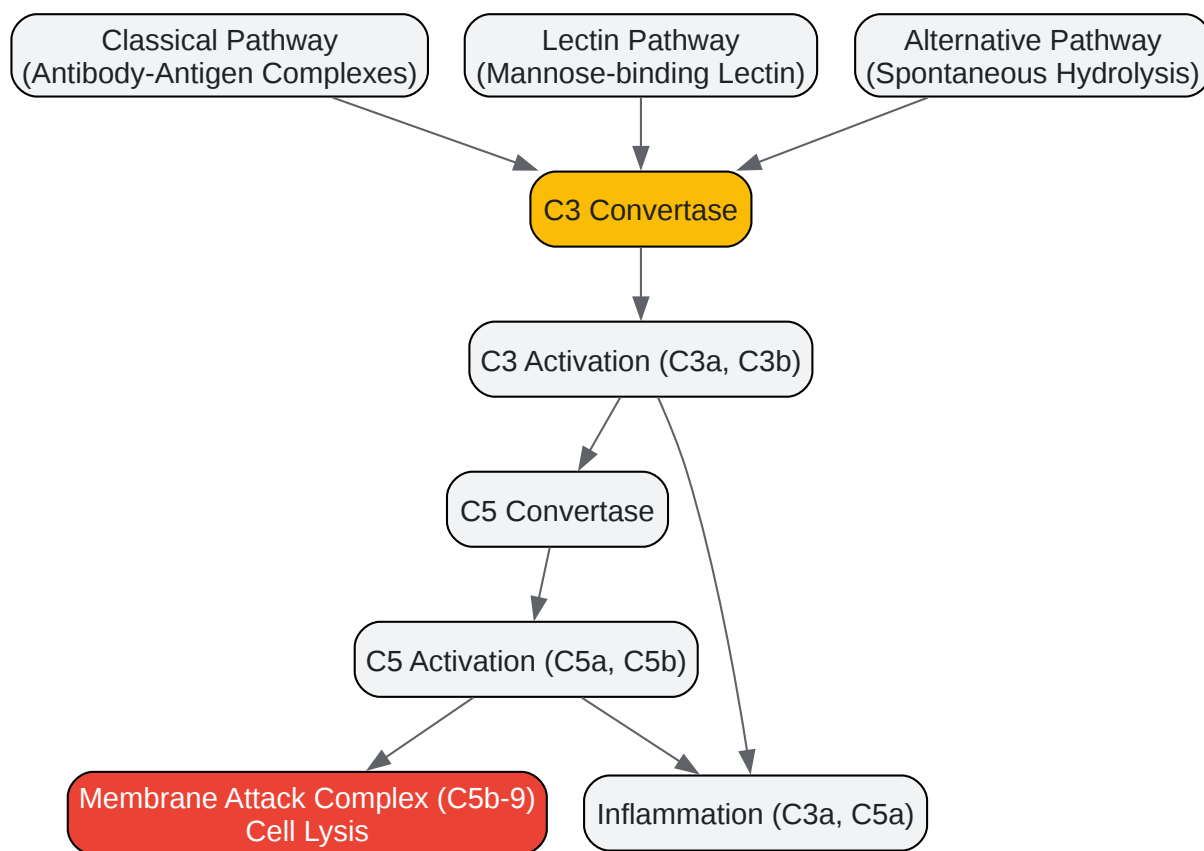 Classical Pathway
(Antibody-Antigen Complexes)
Lectin Pathway
(Mannose-binding Lectin)
Alternative Pathway
(Spontaneous Hydrolysis)
C3 Convertase
C3 Activation (C3a, C3b)
C5 Convertase
C5 Activation (C5a, C5b)
Membrane Attack Complex (C5b-9)
Cell Lysis
Inflammation (C3a, C5a)